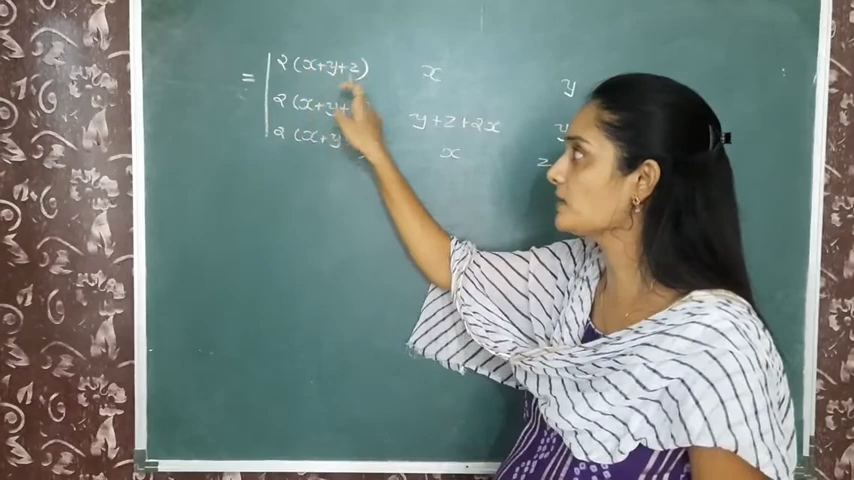 = | 2 (x+y+z) x y
2 (x+y+ y+z+2x y
2 (x+y x z